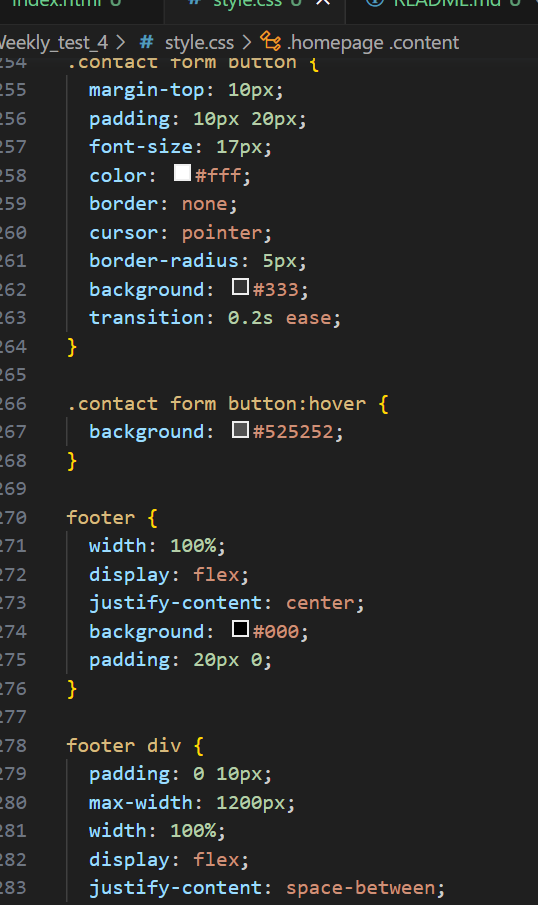 index.html U
# style.css U X
README.md U
Weekly_test_4 > # style.css > .homepage .content
254 .contact form button {
255 margin-top: 10px;
256 padding: 10px 20px;
257 font-size: 17px;
258 color: #fff;
259 border: none;
260 cursor: pointer;
261 border-radius: 5px;
262 background: #333;
263 transition: 0.2s ease;
264 }
265
266 .contact form button:hover {
267 background: #525252;
268 }
269
270 footer {
271 width: 100%;
272 display: flex;
273 justify-content: center;
274 background: #000;
275 padding: 20px 0;
276 }
277
278 footer div {
279 padding: 0 10px;
280 max-width: 1200px;
281 width: 100%;
282 display: flex;
283 justify-content: space-between;